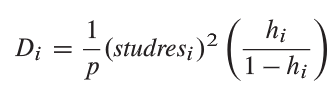 D_i = \frac{1}{p}(studres_i)^2 \left( \frac{h_i}{1 - h_i} \right)